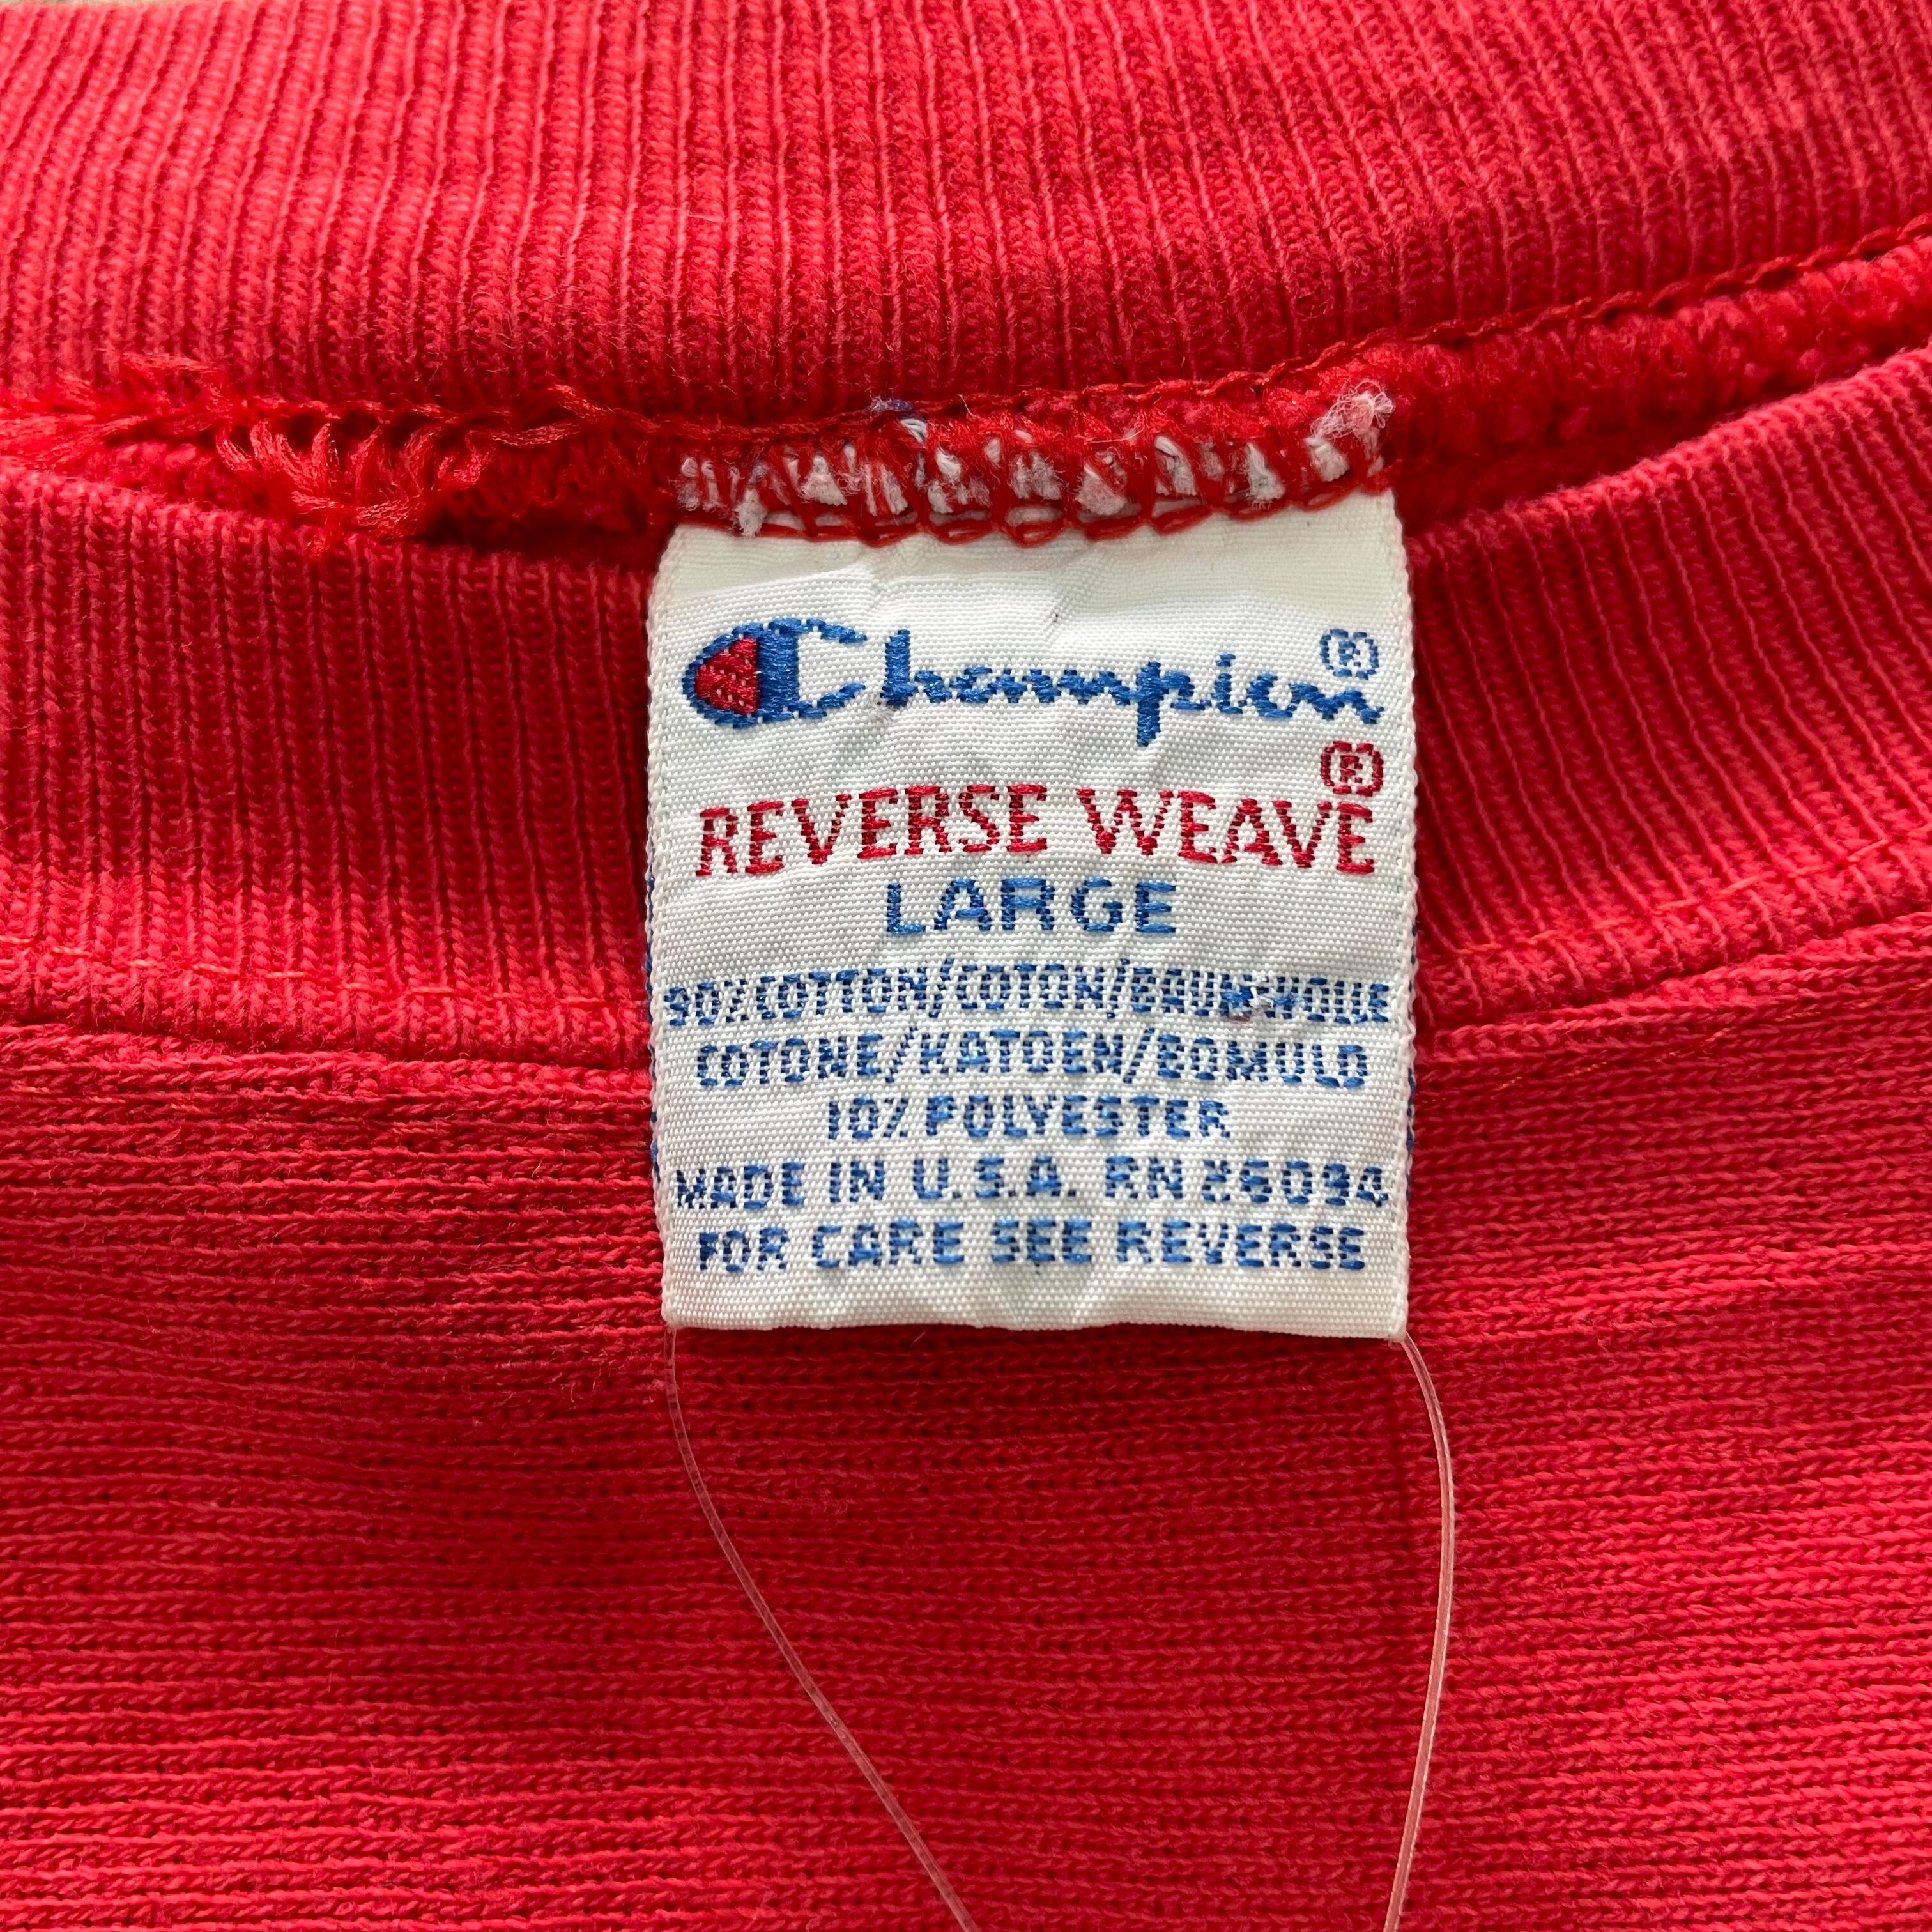 Champion®
REVERSE WEAVE®
LARGE
90% COTTON/COTON/BAUMWOLLE
COTONE/KATOEN/BOMULD
10% POLYESTER
MADE IN U.S.A. RN 26094
FOR CARE SEE REVERSE